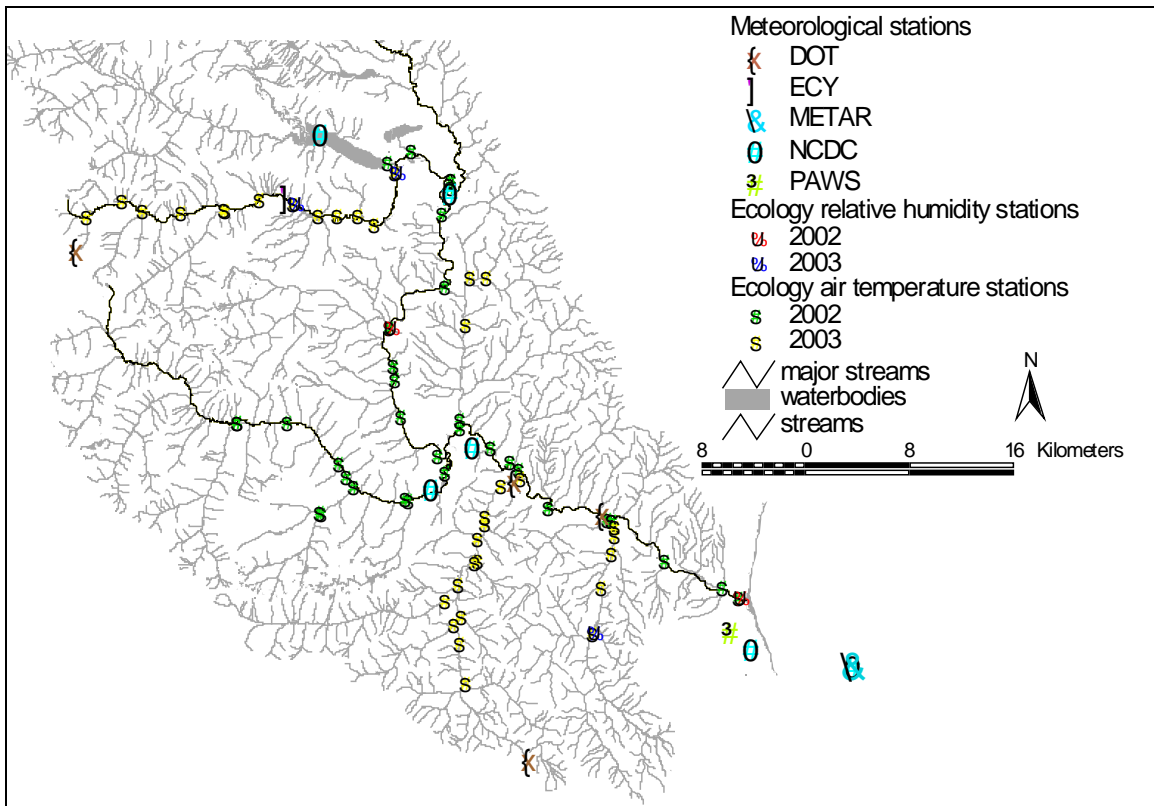 Meteorological stations
DOT
ECY
METAR
NCDC
PAWS
Ecology relative humidity stations
2002
2003
Ecology air temperature stations
2002
2003
major streams
waterbodies
streams
N
8 0 8 16 Kilometers